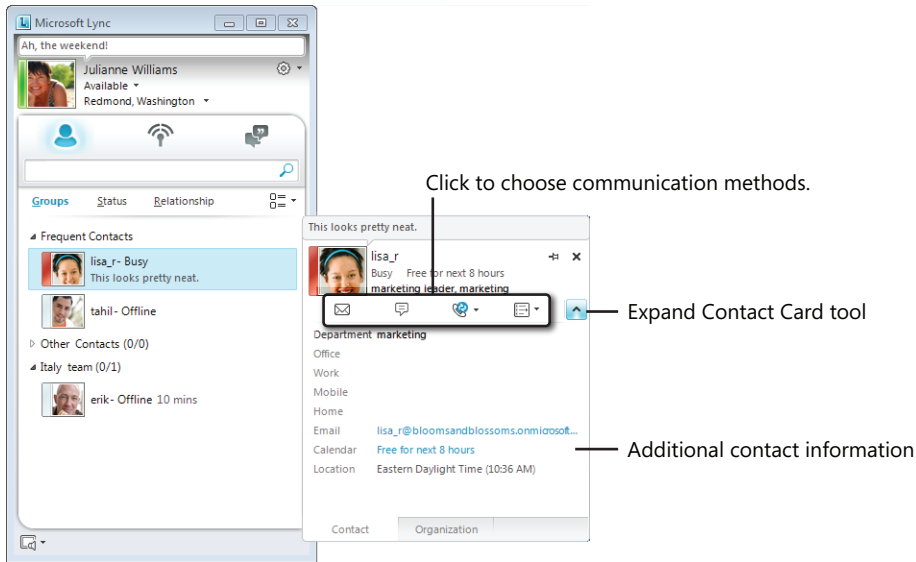 Microsoft Lync
Ah, the weekend!
Julianne Williams
Available
Redmond, Washington
Groups Status Relationship
Frequent Contacts
lisa_r- Busy
This looks pretty neat.
tahil- Offline
Other Contacts (0/0)
Italy team (0/1)
erik- Offline 10 mins
Click to choose communication methods.
This looks pretty neat.
lisa_r
Busy Free for next 8 hours
marketing leader, marketing
Expand Contact Card tool
Department marketing
Office
Work
Mobile
Home
Email lisa_r@bloomsandblossoms.onmicrosoft...
Calendar Free for next 8 hours
Additional contact information
Location Eastern Daylight Time (10:36 AM)
Contact Organization